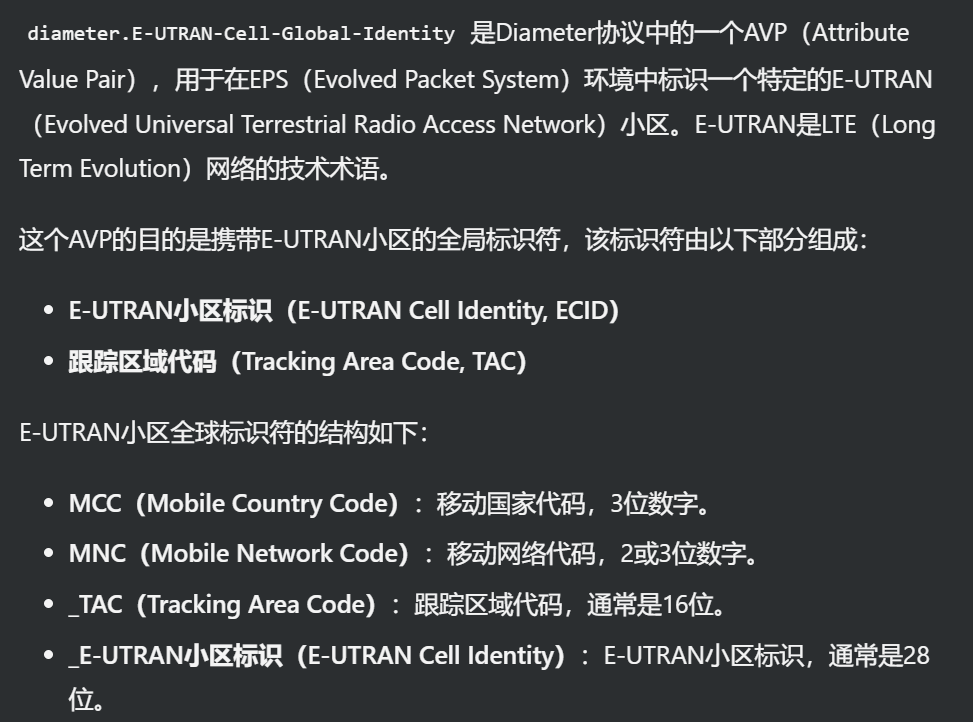 diameter.E-UTRAN-Cell-Global-Identity 是Diameter协议中的一个AVP（Attribute
Value Pair），用于在EPS（Evolved Packet System）环境中标识一个特定的E-UTRAN
（Evolved Universal Terrestrial Radio Access Network）小区。E-UTRAN是LTE（Long
Term Evolution）网络的技术术语。
这个AVP的目的是携带E-UTRAN小区的全局标识符，该标识符由以下部分组成：
• E-UTRAN小区标识（E-UTRAN Cell Identity, ECID）
• 跟踪区域代码（Tracking Area Code, TAC）
E-UTRAN小区全球标识符的结构如下：
• MCC（Mobile Country Code）：移动国家代码，3位数字。
• MNC（Mobile Network Code）：移动网络代码，2或3位数字。
• _TAC（Tracking Area Code）：跟踪区域代码，通常是16位。
• _E-UTRAN小区标识（E-UTRAN Cell Identity）：E-UTRAN小区标识，通常是28
位。